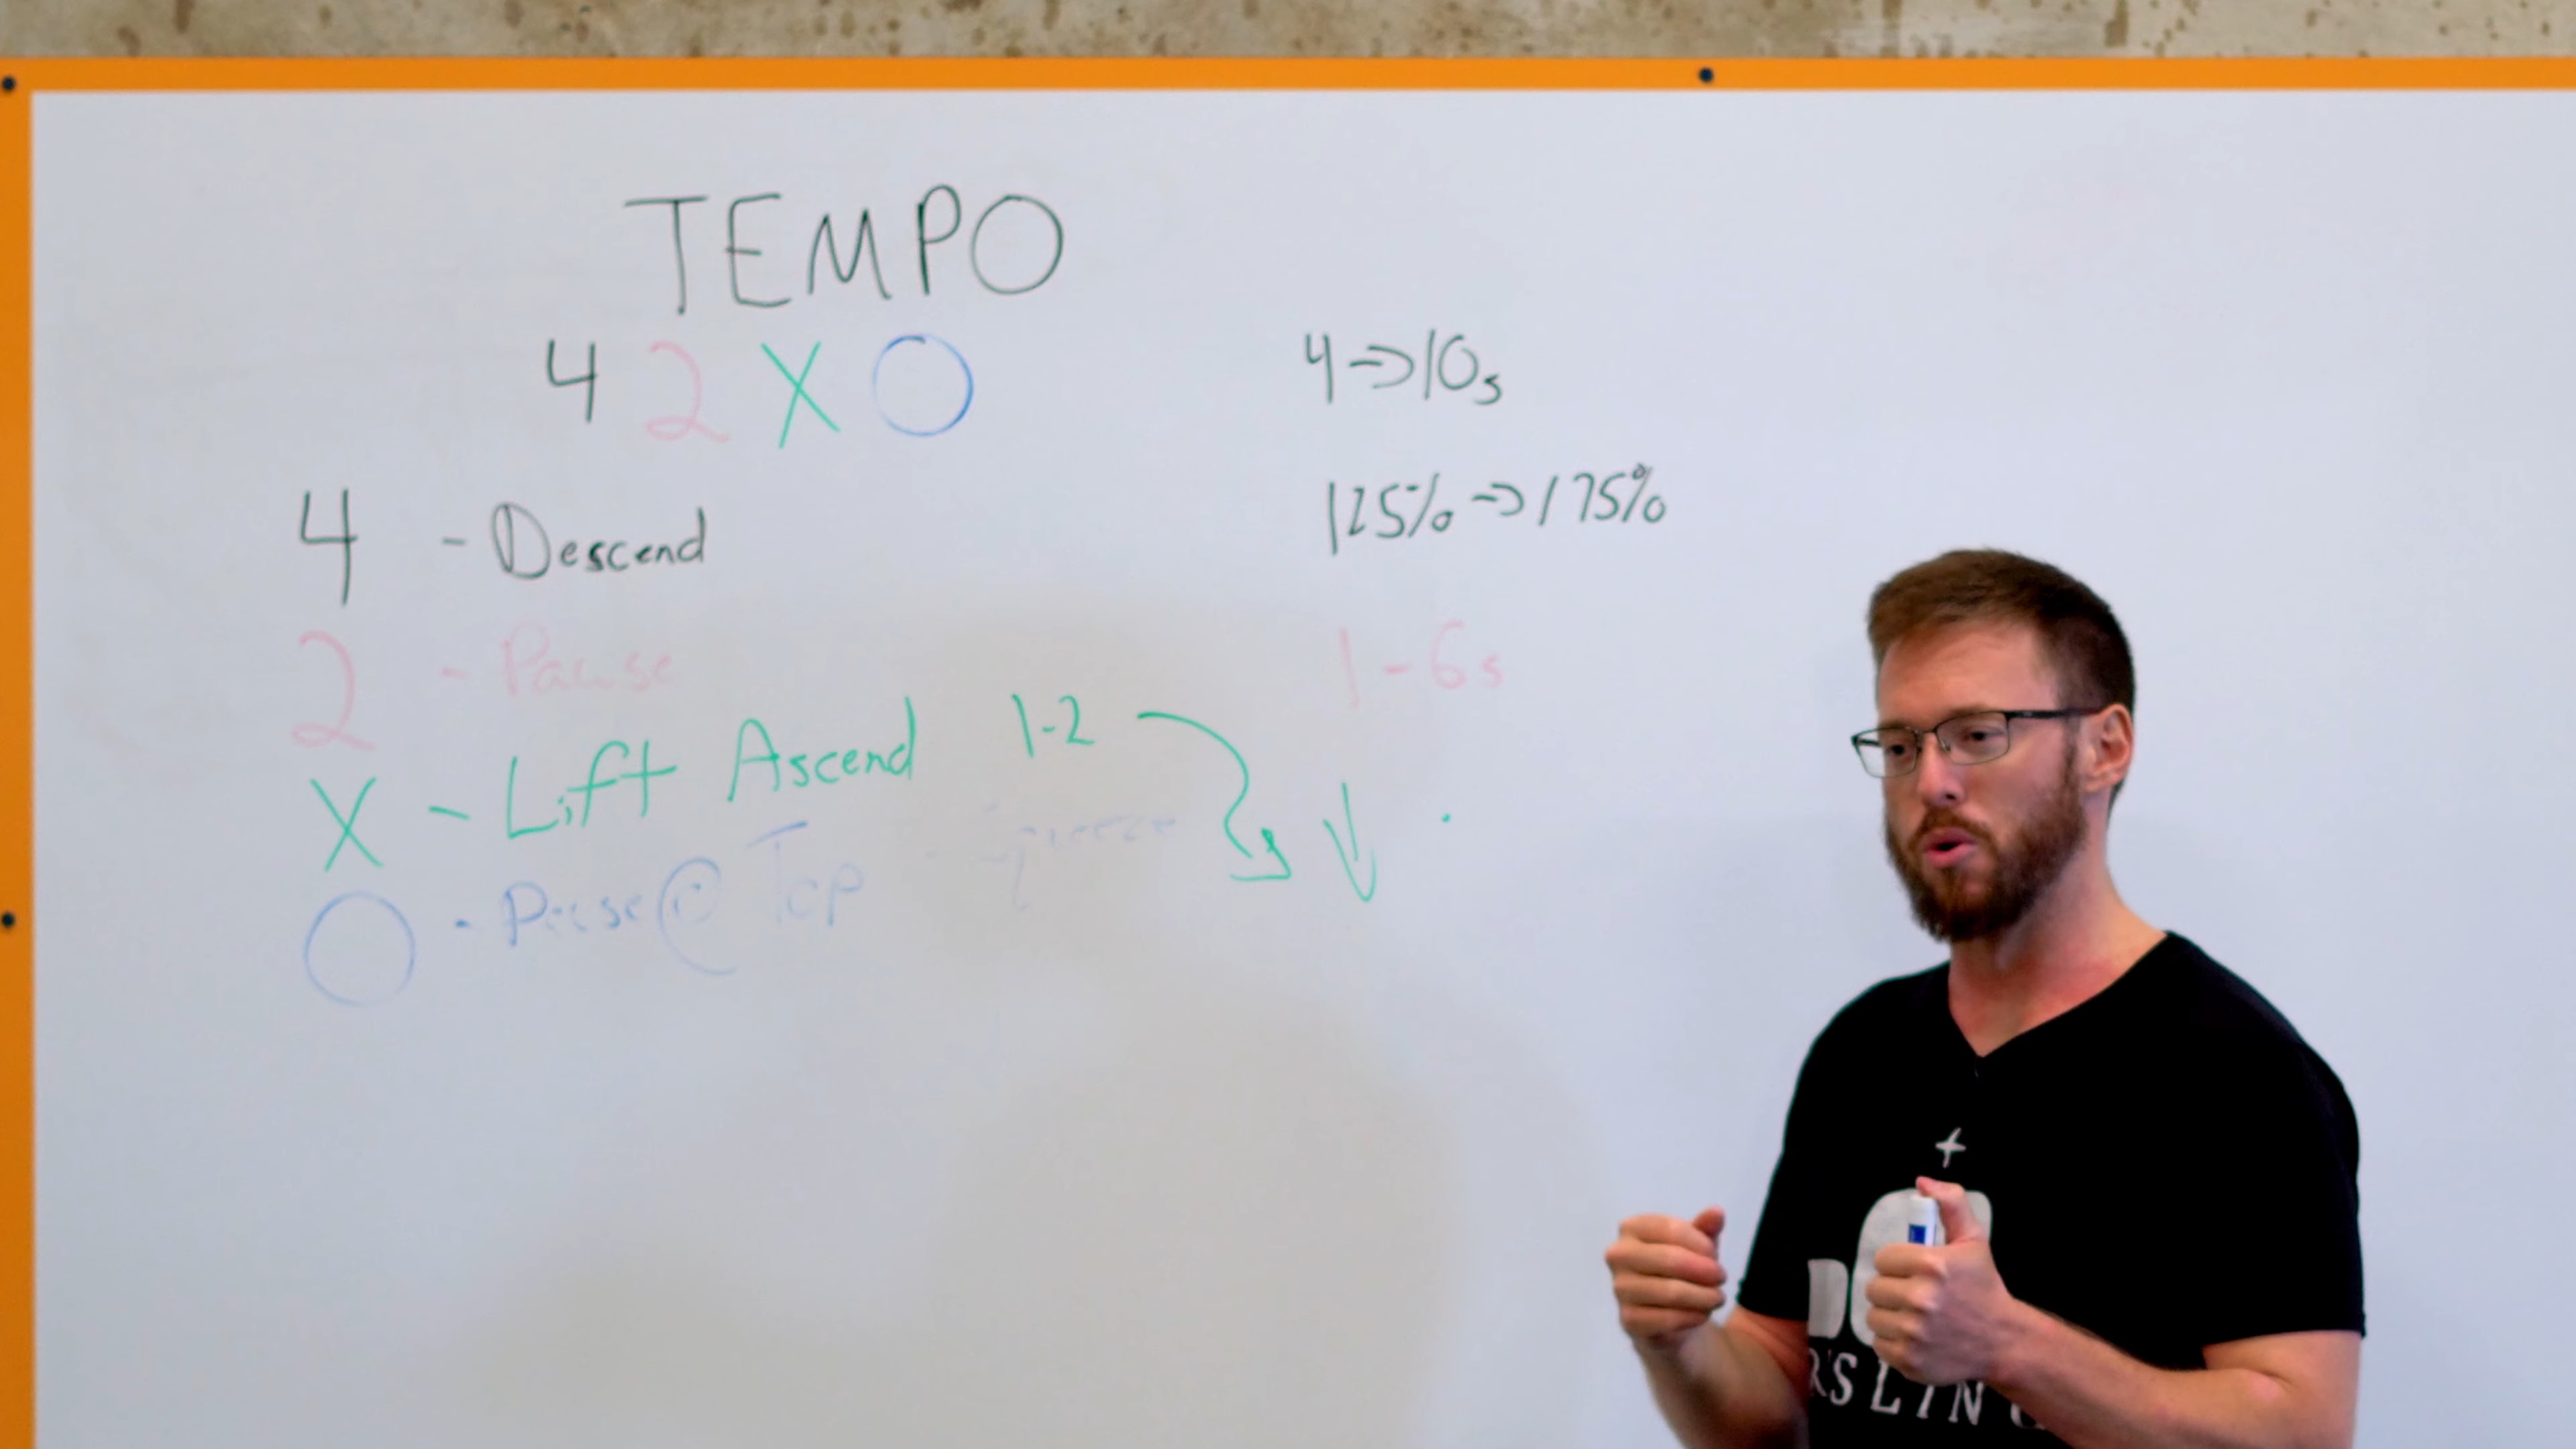 TEMPO
4 2 X O
4 - Descend
2 - Pause
X - Lift Ascend 1-2
O - Pause @ Top - Squeeze
4 → 10s
125% → 175%
1-6s
+
RSLING